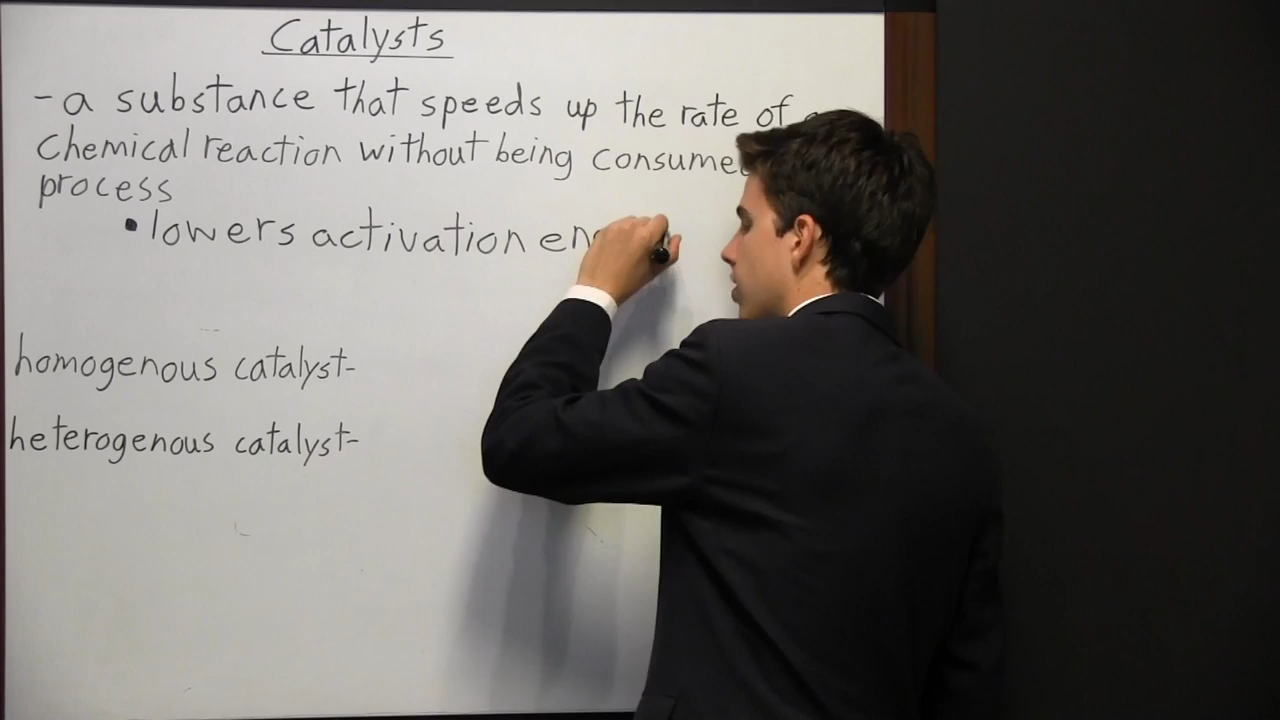 Catalysts
- a substance that speeds up the rate of
chemical reaction without being
process
• lowers activation
homogenous catalyst-
heterogenous catalyst-